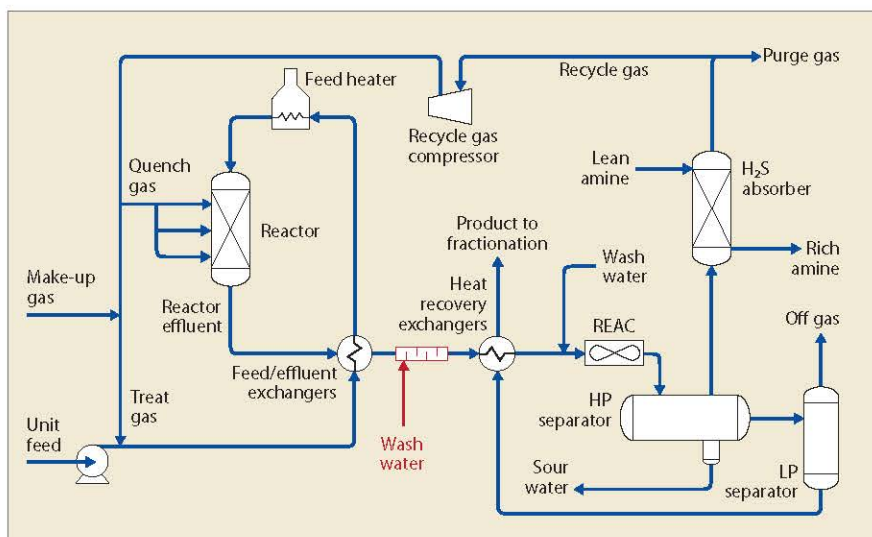 Feed heater
Recycle gas
Purge gas
Recycle gas
compressor
Lean
amine
H₂S
absorber
Quench
gas
Reactor
Product to
fractionation
Wash
water
Rich
amine
Make-up
gas
Reactor
effluent
Heat
recovery
exchangers
REAC
Off gas
Feed/effluent
exchangers
HP
separator
Treat
gas
Unit
feed
Wash
water
Sour
water
LP
separator